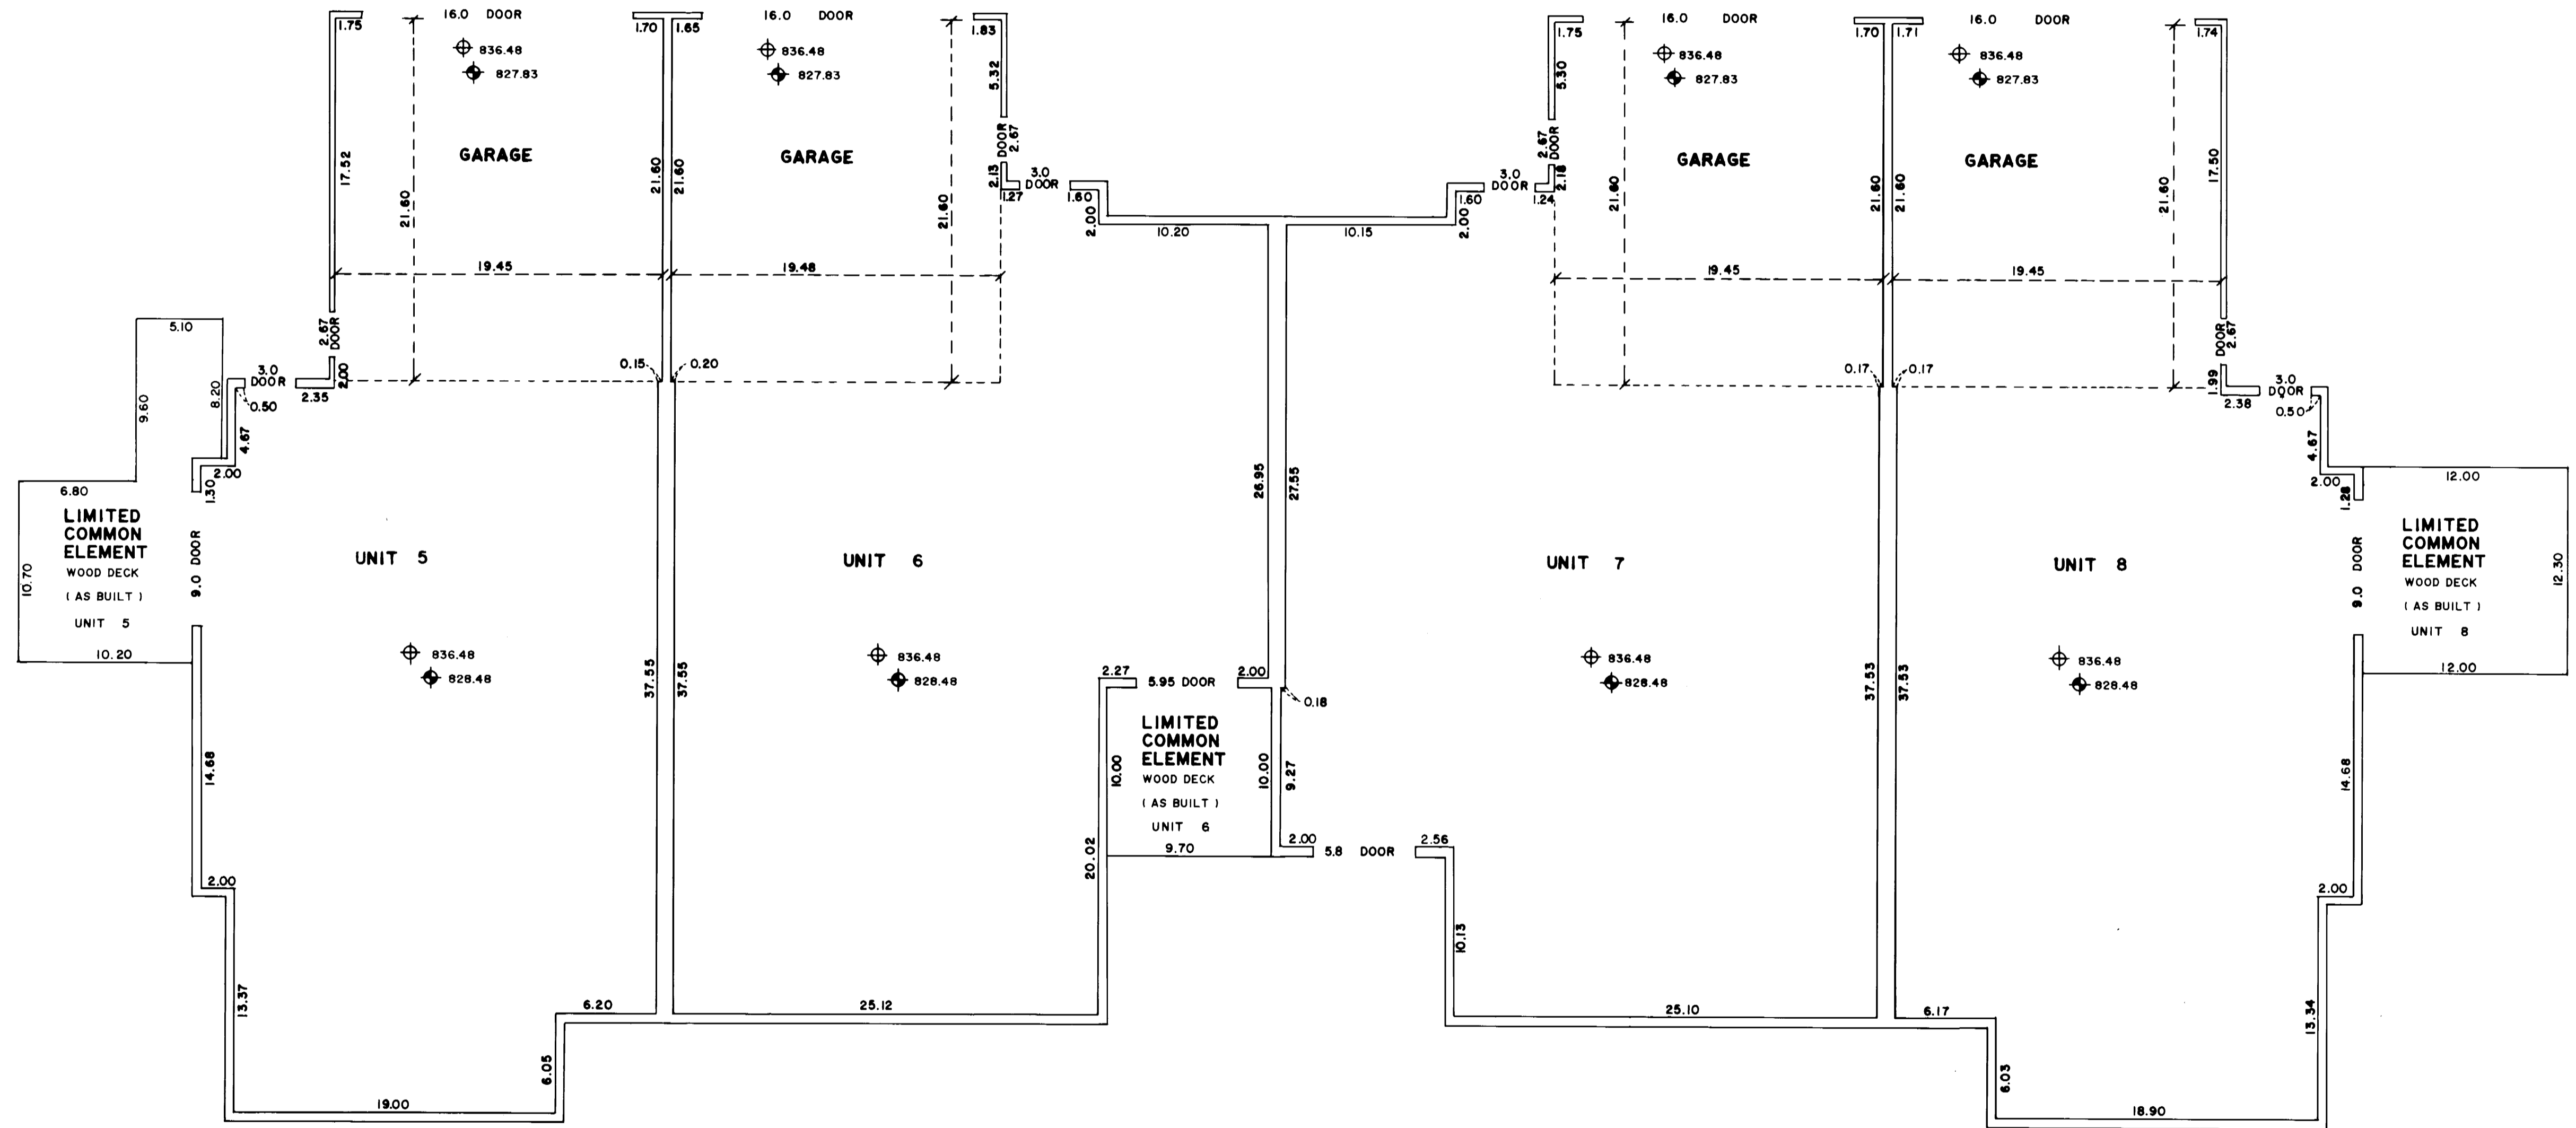 16.0 DOOR
16.0 DOOR
16.0 DOOR
16.0 DOOR
1.75
1.70
1.65
1.83
1.75
1.70
1.71
1.74
836.48
827.83
836.48
827.83
836.48
827.83
836.48
827.83
5.32
5.30
DOOR
2.67
2.67
DOOR
GARAGE
GARAGE
GARAGE
GARAGE
17.52
21.60
21.60
21.60
21.60
2.13
3.0
DOOR
1.27
1.60
2.00
10.20
10.15
2.00
1.60
3.0
DOOR
1.24
2.18
21.60
21.60
21.60
21.60
17.50
19.45
19.48
19.45
19.45
5.10
2.67
DOOR
DOOR
2.67
9.60
8.20
3.0
DOOR
2.00
2.35
0.50
0.15
0.20
0.17
0.17
1.99
2.38
3.0
DOOR
0.50
4.67
2.00
1.30
4.67
2.00
1.28
6.80
26.95
27.55
12.00
LIMITED
COMMON
ELEMENT
WOOD DECK
( AS BUILT )
UNIT 5
10.70
10.20
9.0 DOOR
UNIT 5
UNIT 6
UNIT 7
UNIT 8
9.0 DOOR
LIMITED
COMMON
ELEMENT
WOOD DECK
( AS BUILT )
UNIT 8
12.30
12.00
836.48
828.48
836.48
828.48
836.48
828.48
836.48
828.48
37.55
37.55
37.53
37.53
2.27
5.95 DOOR
2.00
0.18
LIMITED
COMMON
ELEMENT
WOOD DECK
( AS BUILT )
UNIT 6
10.00
10.00
9.27
9.70
14.68
14.68
20.02
2.00
5.8 DOOR
2.56
2.00
2.00
10.13
13.37
13.34
6.20
25.12
25.10
6.17
6.05
6.03
19.00
18.90